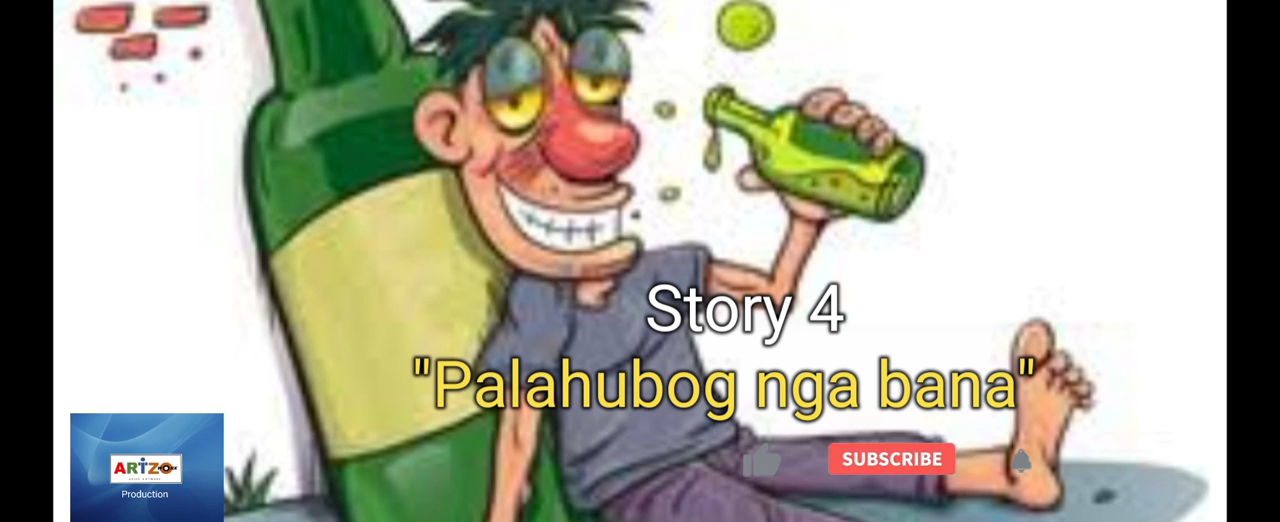 Story 4
"Palahubog nga bana"
SUBSCRIBE
ARTZO
Production